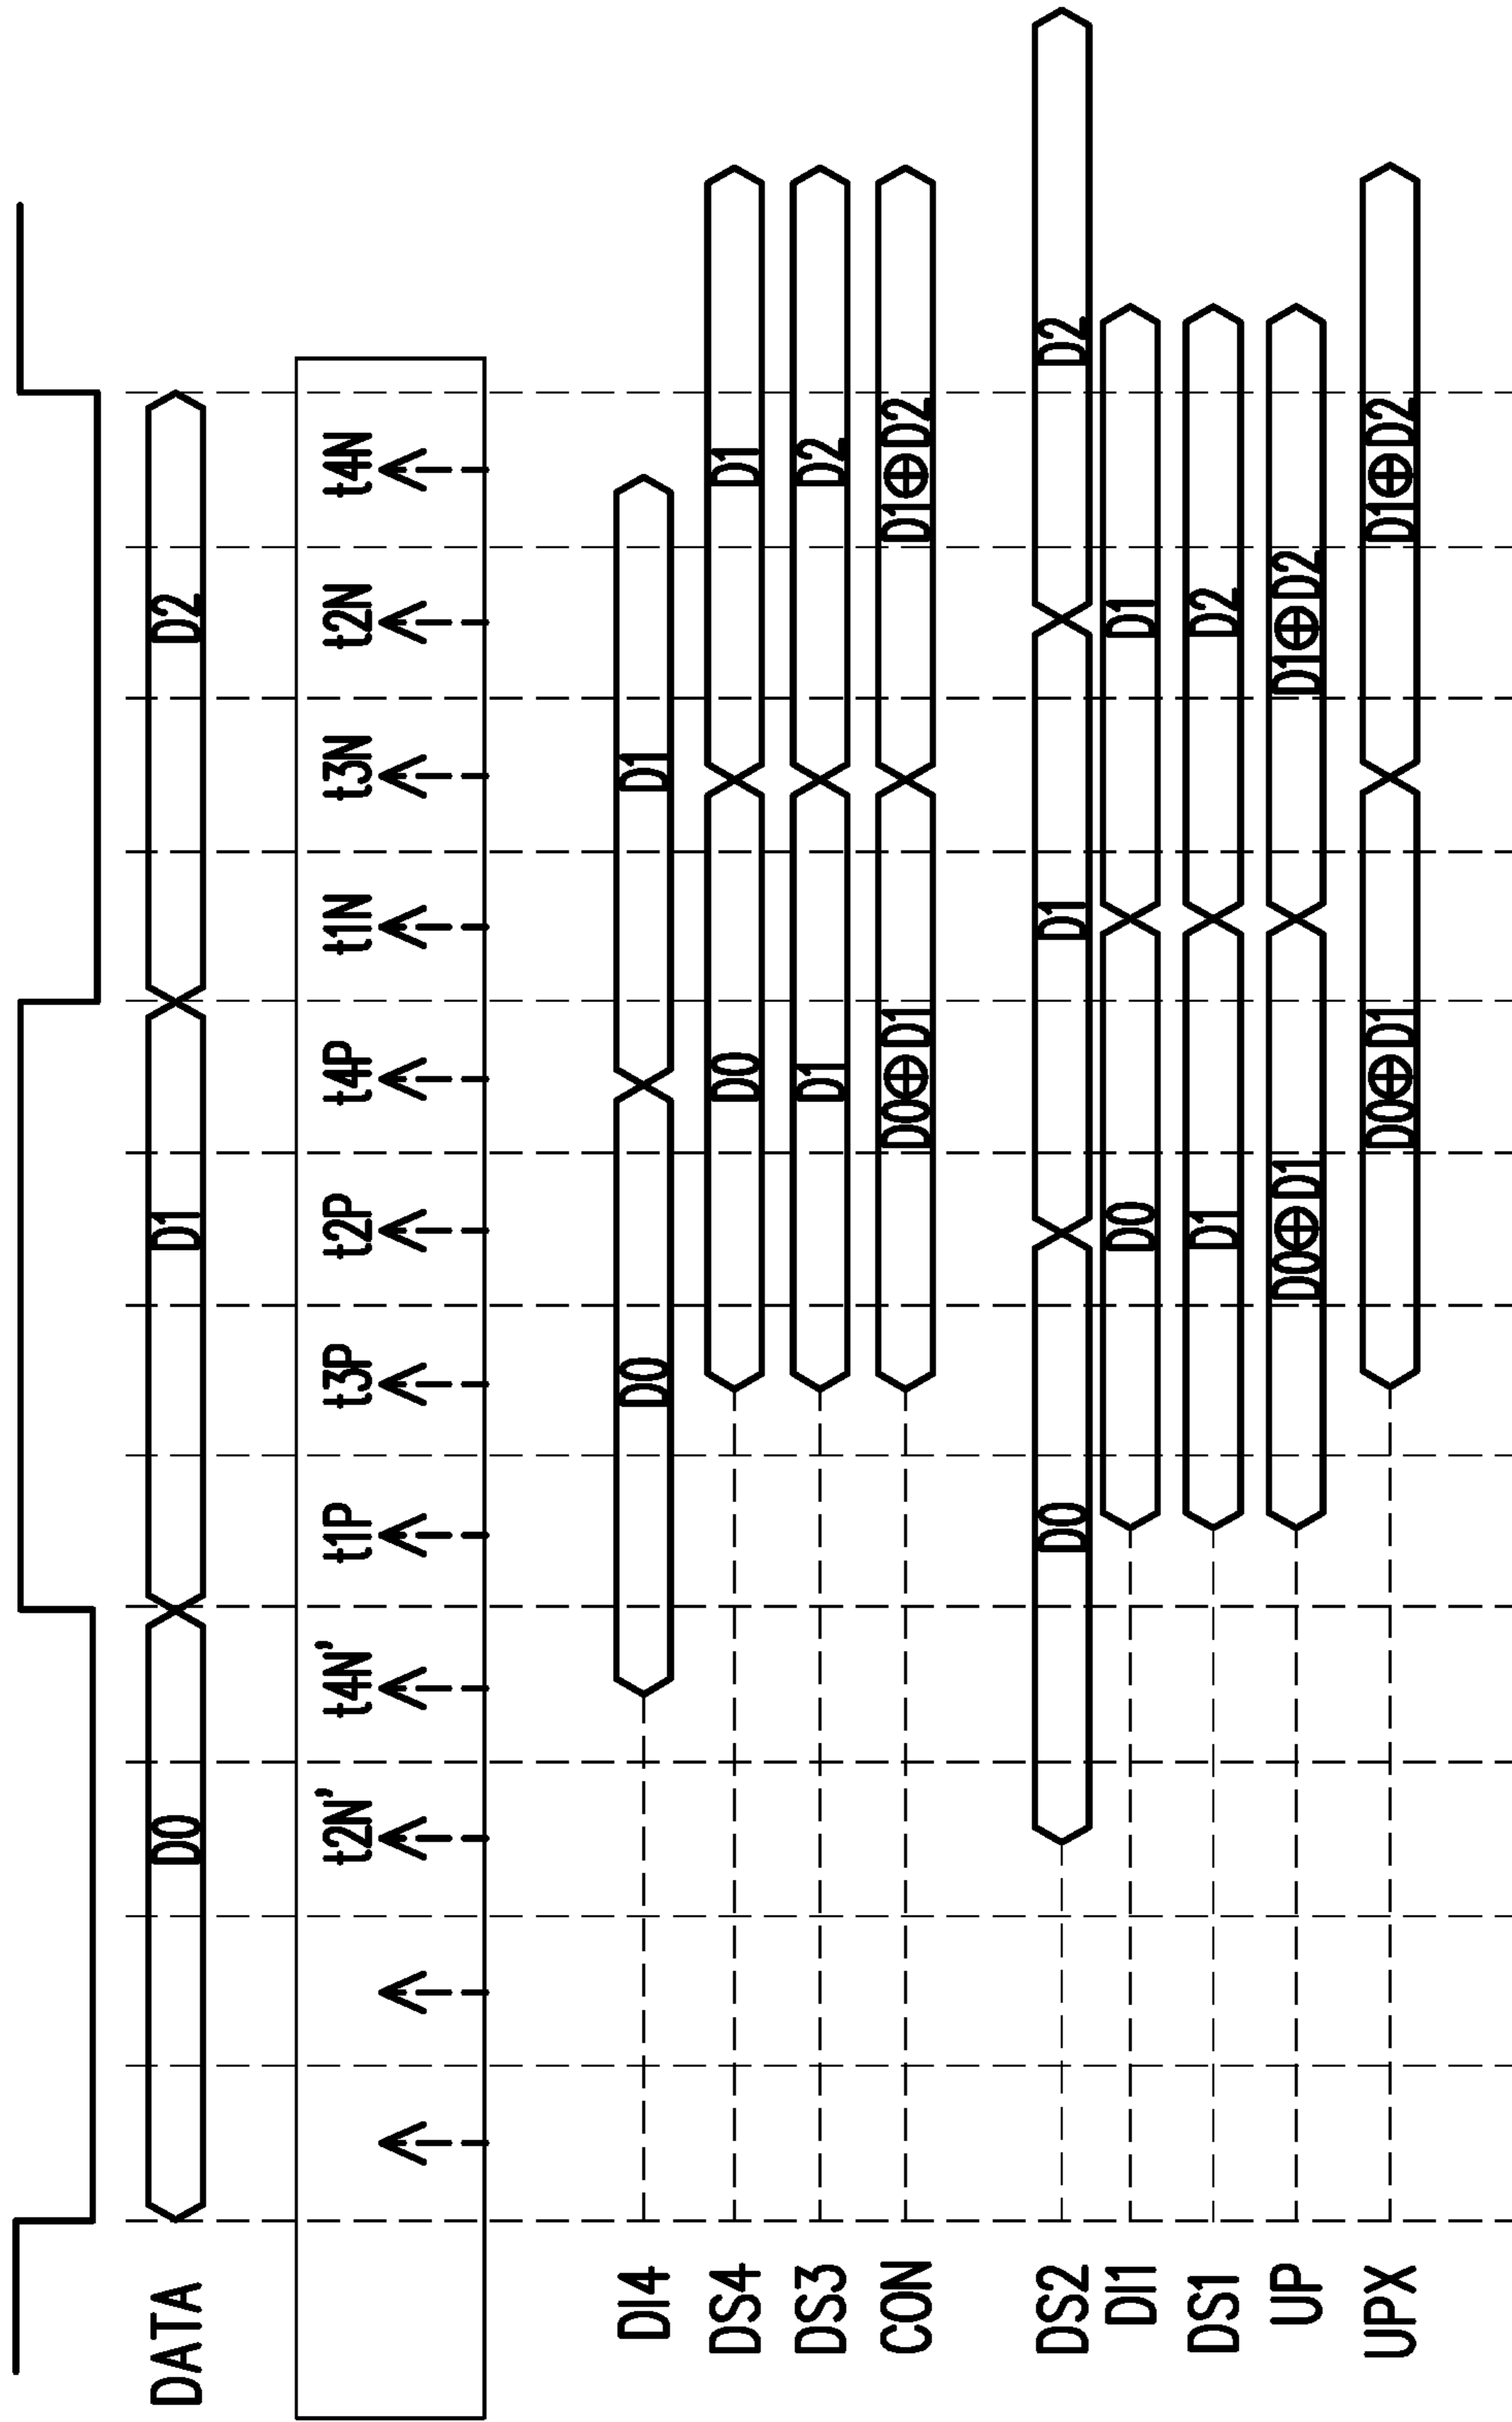 DATA D0 D1 D2
t2N' t4N' t1P t3P t2P t4P t1N t3N t2N t4N
DI4 D0 D1
DS4 D0 D1
DS3 D1 D2
CON D0⊕D1 D1⊕D2
DS2 D0 D1 D2
DI1 D0 D1
DS1 D1 D2
UP D0⊕D1 D1⊕D2
UPX D0⊕D1 D1⊕D2